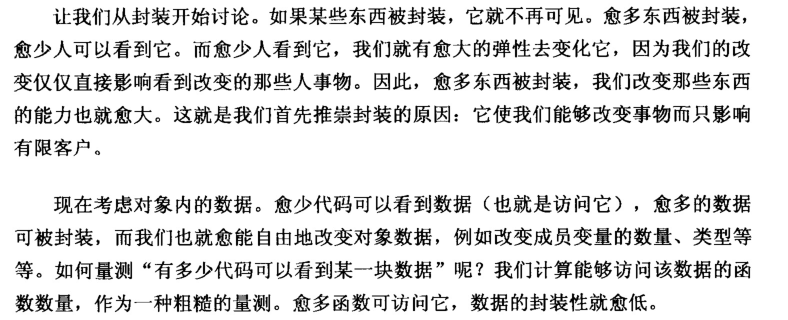 让我们从封装开始讨论。如果某些东西被封装，它就不再可见。愈多东西被封装，
愈少人可以看到它。而愈少人看到它，我们就有愈大的弹性去变化它，因为我们的改
变仅仅直接影响看到改变的那些人事物。因此，愈多东西被封装，我们改变那些东西
的能力也就愈大。这就是我们首先推崇封装的原因：它使我们能够改变事物而只影响
有限客户。
现在考虑对象内的数据。愈少代码可以看到数据（也就是访问它），愈多的数据
可被封装，而我们也就愈能自由地改变对象数据，例如改变成员变量的数量、类型等
等。如何量测“有多少代码可以看到某一块数据”呢？我们计算能够访问该数据的函
数数量，作为一种粗糙的量测。愈多函数可访问它，数据的封装性就愈低。